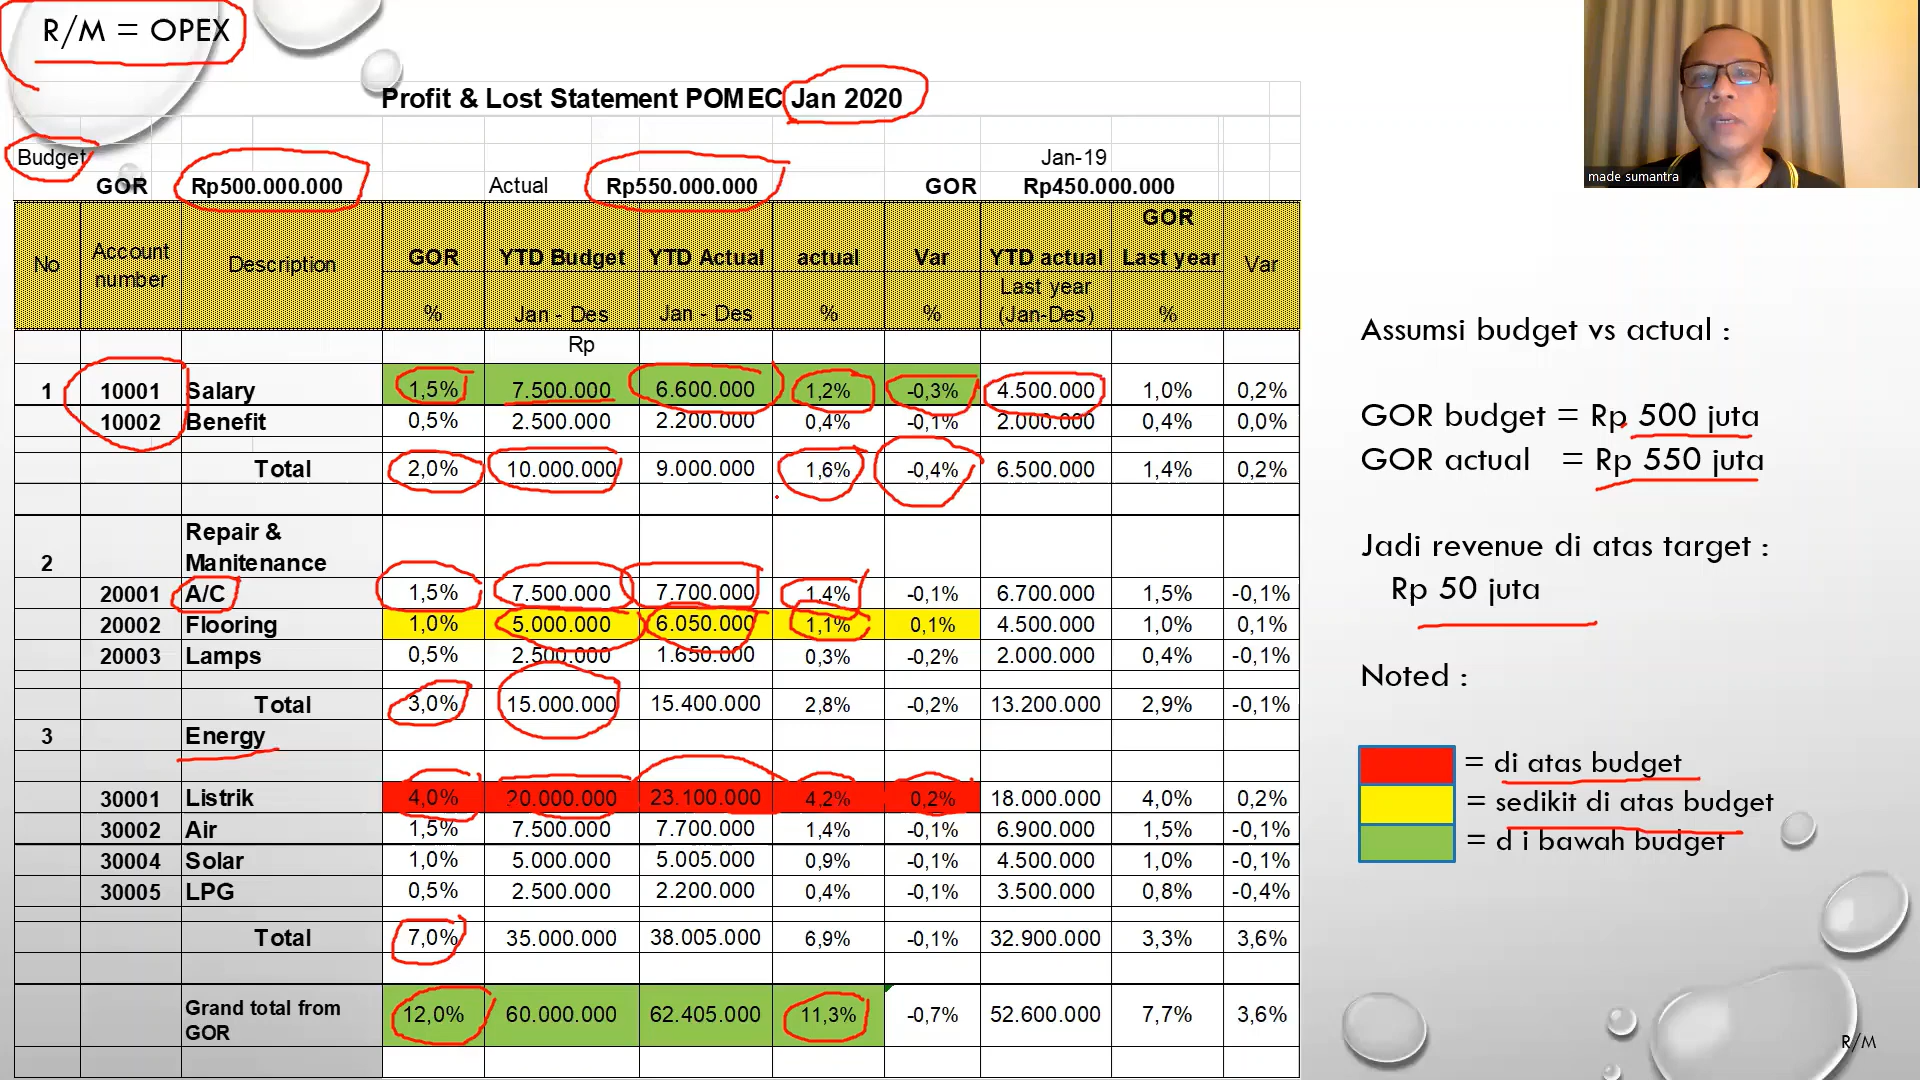 R/M = OPEX
Profit & Lost Statement POMEC Jan 2020
made sumantra
Budget Jan-19
GOR Rp500.000.000 Actual Rp550.000.000 GOR Rp450.000.000
No Account number Description GOR % YTD Budget Jan - Des YTD Actual Jan - Des actual % Var % YTD actual Last year (Jan-Des) GOR Last year % Var
Rp
1 10001 Salary 1,5% 7.500.000 6.600.000 1,2% -0,3% 4.500.000 1,0% 0,2%
10002 Benefit 0,5% 2.500.000 2.200.000 0,4% -0,1% 2.000.000 0,4% 0,0%
Total 2,0% 10.000.000 9.000.000 1,6% -0,4% 6.500.000 1,4% 0,2%
2 Repair & Manitenance
20001 A/C 1,5% 7.500.000 7.700.000 1,4% -0,1% 6.700.000 1,5% -0,1%
20002 Flooring 1,0% 5.000.000 6.050.000 1,1% 0,1% 4.500.000 1,0% 0,1%
20003 Lamps 0,5% 2.500.000 1.650.000 0,3% -0,2% 2.000.000 0,4% -0,1%
Total 3,0% 15.000.000 15.400.000 2,8% -0,2% 13.200.000 2,9% -0,1%
3 Energy
30001 Listrik 4,0% 20.000.000 23.100.000 4,2% 0,2% 18.000.000 4,0% 0,2%
30002 Air 1,5% 7.500.000 7.700.000 1,4% -0,1% 6.900.000 1,5% -0,1%
30004 Solar 1,0% 5.000.000 5.005.000 0,9% -0,1% 4.500.000 1,0% -0,1%
30005 LPG 0,5% 2.500.000 2.200.000 0,4% -0,1% 3.500.000 0,8% -0,4%
Total 7,0% 35.000.000 38.005.000 6,9% -0,1% 32.900.000 3,3% 3,6%
Grand total from GOR 12,0% 60.000.000 62.405.000 11,3% -0,7% 52.600.000 7,7% 3,6%
Assumsi budget vs actual :
GOR budget = Rp 500 juta
GOR actual = Rp 550 juta
Jadi revenue di atas target :
Rp 50 juta
Noted :
= di atas budget
= sedikit di atas budget
= d i bawah budget
R/M